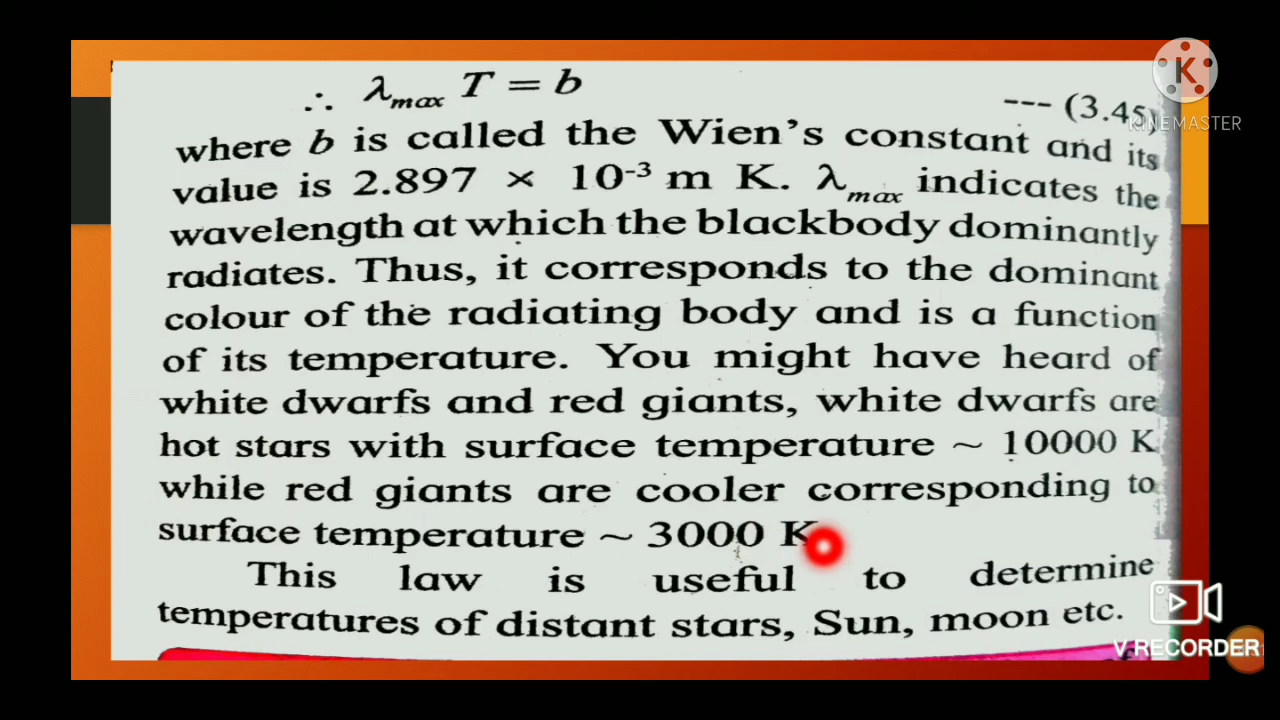 ∴ λmax T = b
--- (3.45)
KINEMASTER
where b is called the Wien's constant and its
value is 2.897 × 10⁻³ m K. λmax indicates the
wavelength at which the blackbody dominantly
radiates. Thus, it corresponds to the dominant
colour of the radiating body and is a function
of its temperature. You might have heard of
white dwarfs and red giants, white dwarfs are
hot stars with surface temperature ~ 10000 K
while red giants are cooler corresponding to
surface temperature ~ 3000 K
This law is useful to determine
temperatures of distant stars, Sun, moon etc.
V RECORDER